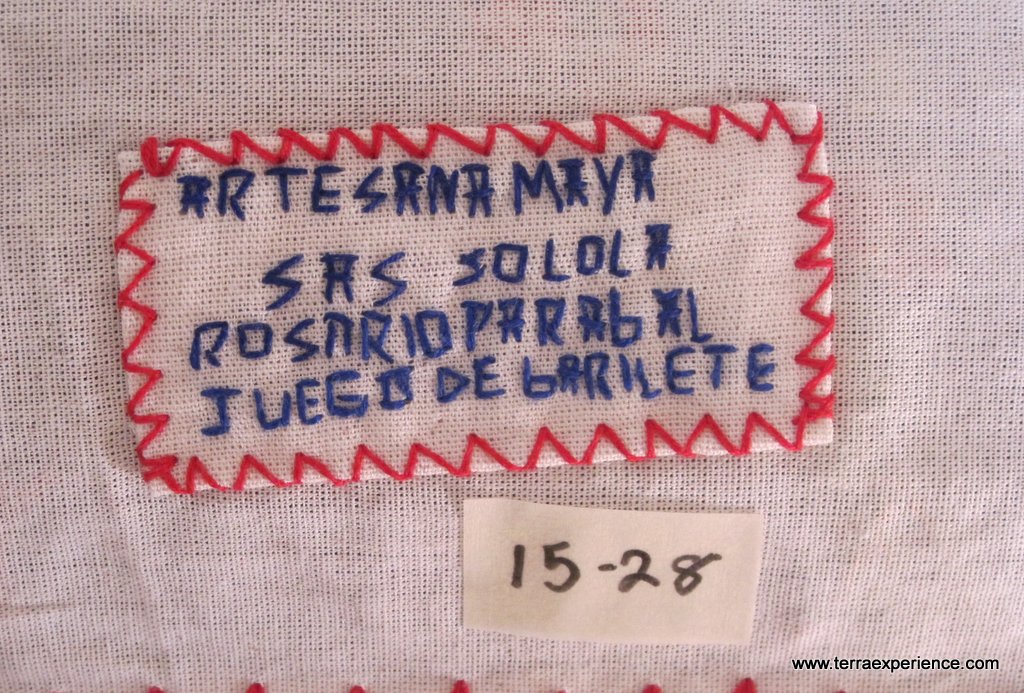 ARTESANA MAYA
SAS SOLOLA
ROSARIO PARAbAL
JUEGO DE bARILETE
15-28
www.terraexperience.com